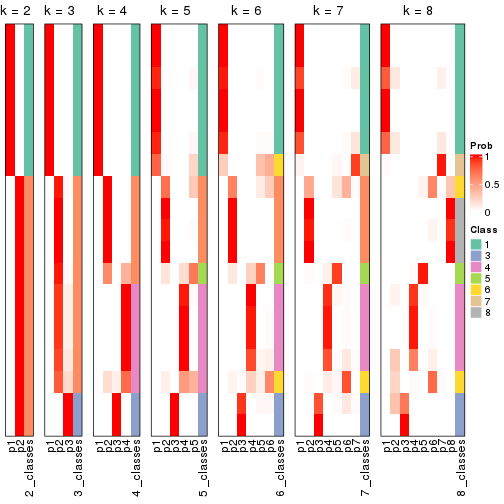 k = 2 k = 3 k = 4 k = 5 k = 6 k = 7 k = 8
Prob
1
0.5
0
Class
1
3
4
5
6
7
8
p1 p2 2_classes p1 p2 p3 3_classes p1 p2 p3 p4 4_classes p1 p2 p3 p4 p5 5_classes p1 p2 p3 p4 p5 p6 6_classes p1 p2 p3 p4 p5 p6 p7 7_classes p1 p2 p3 p4 p5 p6 p7 p8 8_classes